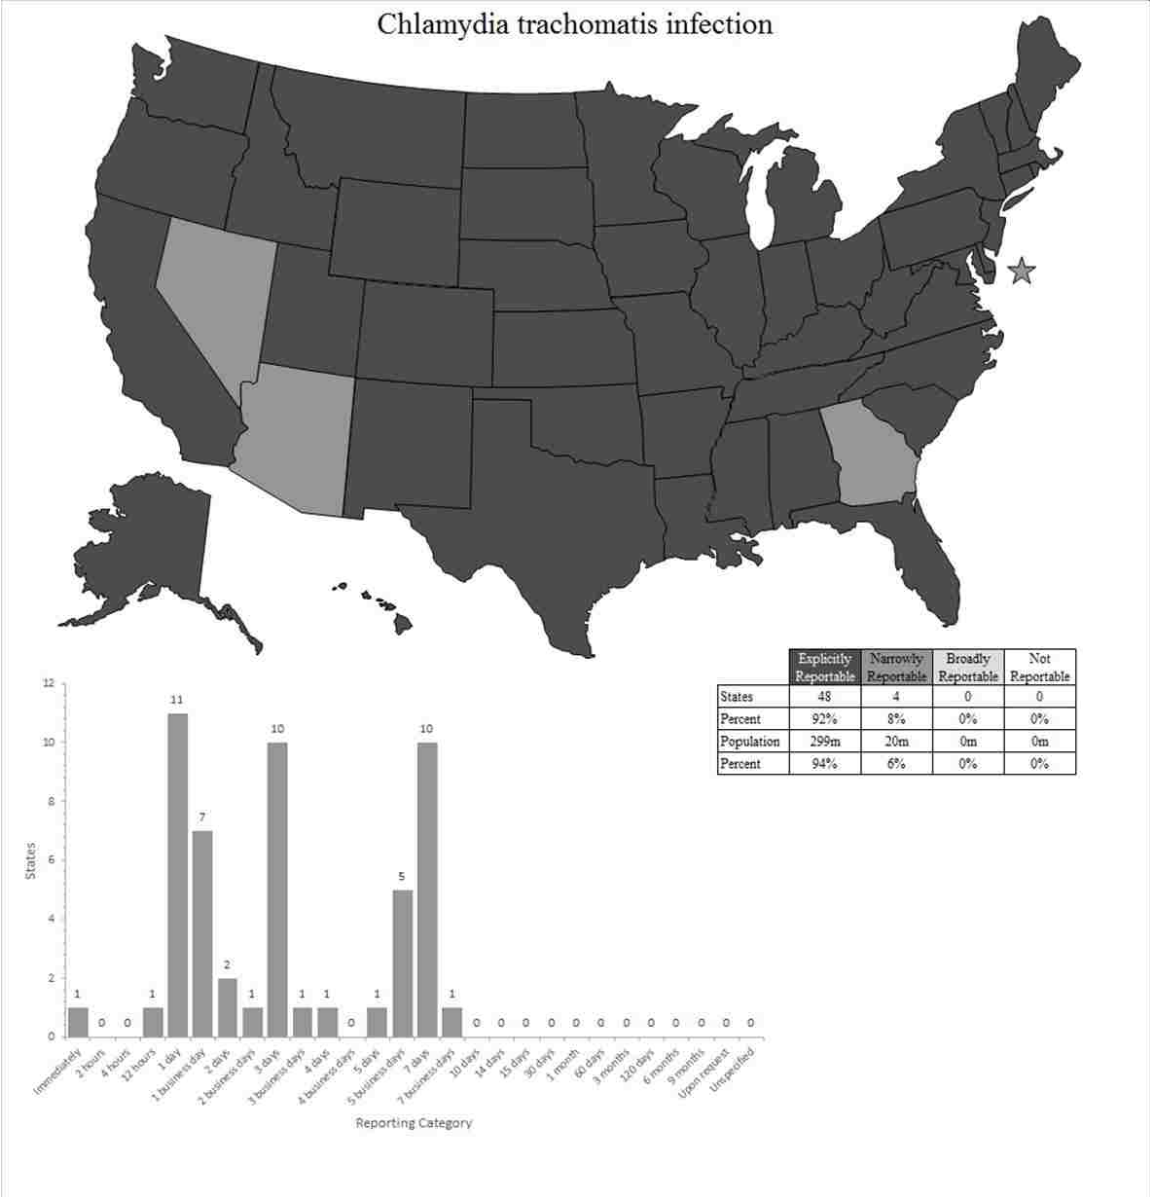 Chlamydia trachomatis infection
Explicitly Reportable Narrowly Reportable Broadly Reportable Not Reportable
States 48 4 0 0
Percent 92% 8% 0% 0%
Population 299m 20m 0m 0m
Percent 94% 6% 0% 0%
12
10
8
6
4
2
0
States
1 0 0 1 11 7 2 1 10 1 1 0 1 5 10 1 0 0 0 0 0 0 0 0 0 0 0 0
Immediately
2 hours
4 hours
12 hours
1 day
1 business day
2 days
2 business days
3 days
3 business days
4 days
4 business days
5 days
5 business days
7 days
7 business days
10 days
14 days
15 days
30 days
1 month
60 days
3 months
120 days
6 months
9 months
Upon request
Unspecified
Reporting Category